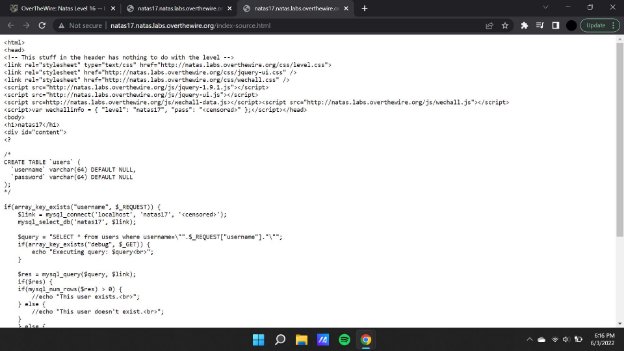 OverTheWire: Natas Level 16 —
natas17.natas.labs.overthewire.or
natas17.natas.labs.overthewire.or
Not secure | natas17.natas.labs.overthewire.org/index-source.html
Update
<html>
<head>
<!-- This stuff in the header has nothing to do with the level -->
<link rel="stylesheet" type="text/css" href="http://natas.labs.overthewire.org/css/level.css">
<link rel="stylesheet" href="http://natas.labs.overthewire.org/css/jquery-ui.css" />
<link rel="stylesheet" href="http://natas.labs.overthewire.org/css/wechall.css" />
<script src="http://natas.labs.overthewire.org/js/jquery-1.9.1.js"></script>
<script src="http://natas.labs.overthewire.org/js/jquery-ui.js"></script>
<script src=http://natas.labs.overthewire.org/js/wechall-data.js></script><script src="http://natas.labs.overthewire.org/js/wechall.js"></script>
<script>var wechallinfo = { "level": "natas17", "pass": "<censored>" };</script></head>
<body>
<h1>natas17</h1>
<div id="content">
<?
/*
CREATE TABLE `users` (
`username` varchar(64) DEFAULT NULL,
`password` varchar(64) DEFAULT NULL
);
*/
if(array_key_exists("username", $_REQUEST)) {
$link = mysql_connect('localhost', 'natas17', '<censored>');
mysql_select_db('natas17', $link);
$query = "SELECT * from users where username=\"".$_REQUEST["username"]."\"";
if(array_key_exists("debug", $_GET)) {
echo "Executing query: $query<br>";
}
$res = mysql_query($query, $link);
if($res) {
if(mysql_num_rows($res) > 0) {
//echo "This user exists.<br>";
} else {
//echo "This user doesn't exist.<br>";
}
} else {
6:16 PM
6/3/2022